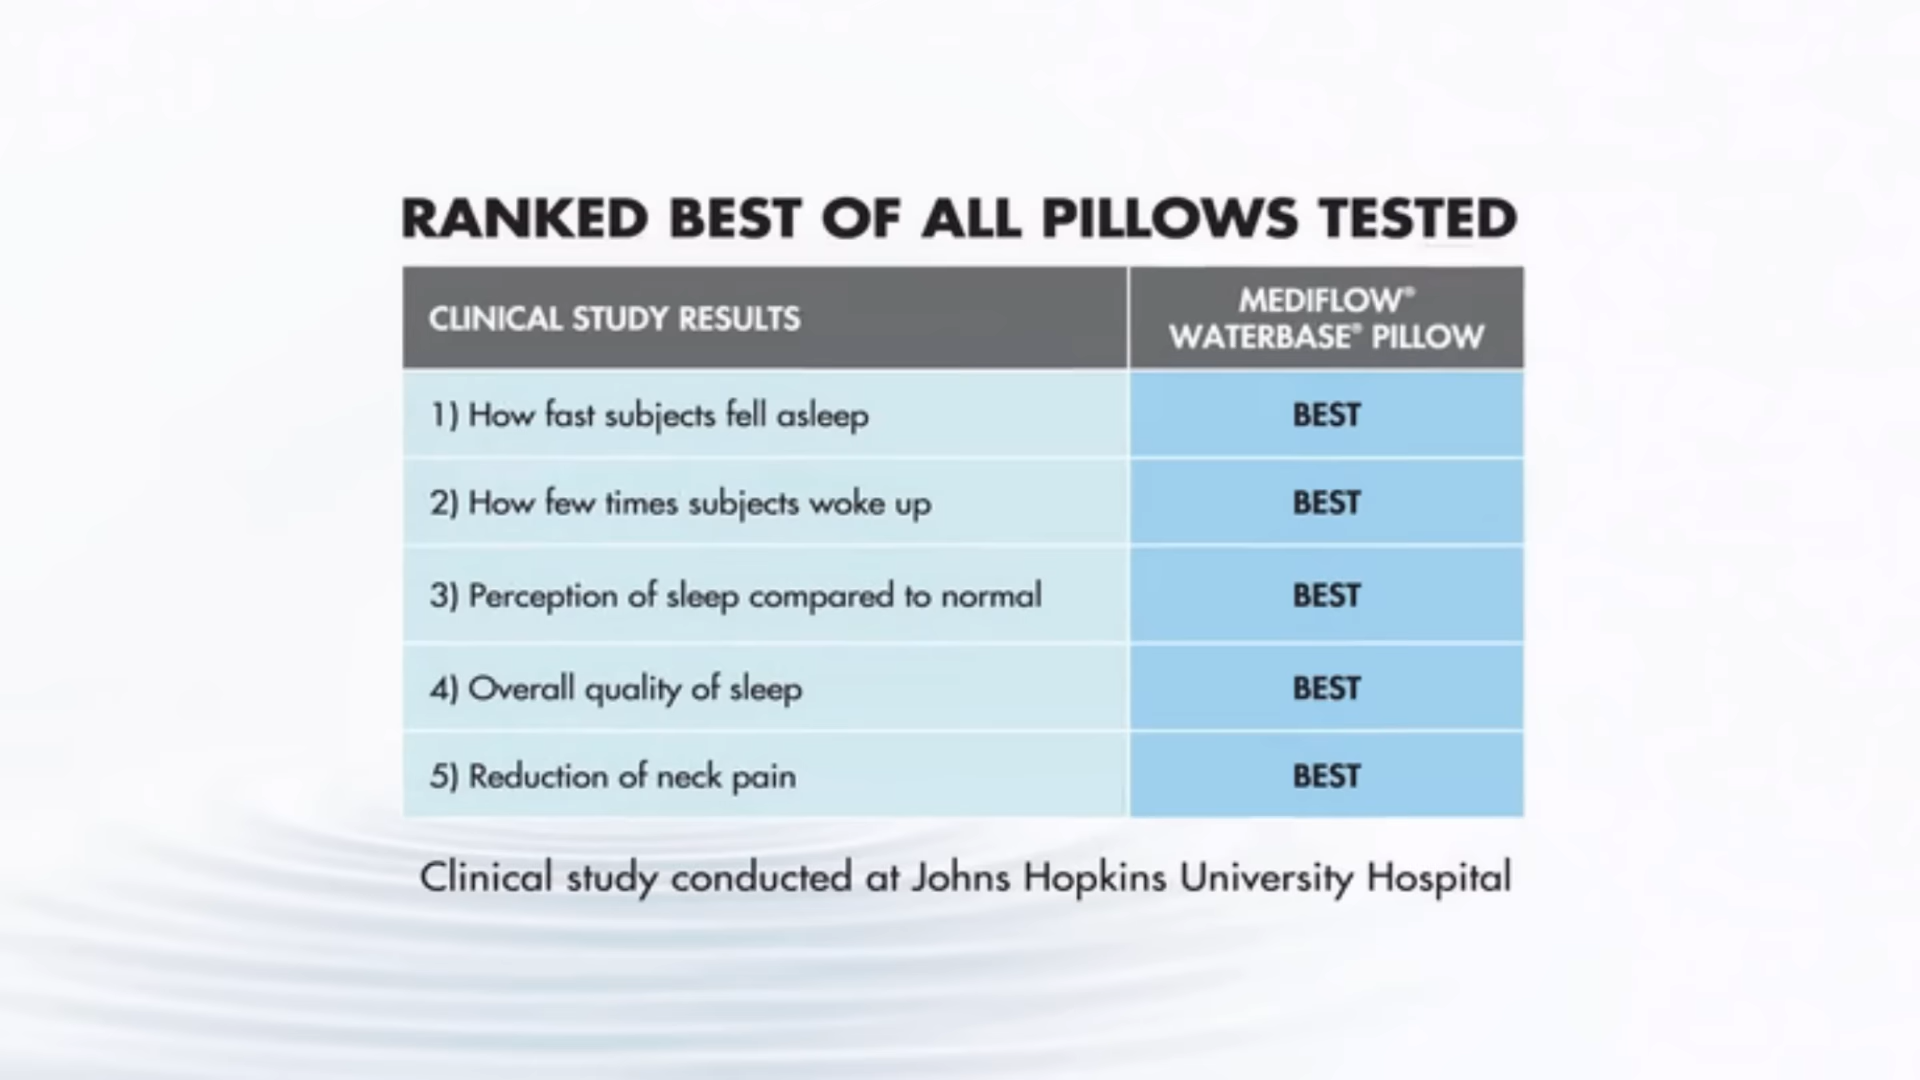 RANKED BEST OF ALL PILLOWS TESTED
CLINICAL STUDY RESULTS
MEDIFLOW®
WATERBASE® PILLOW
1) How fast subjects fell asleep
BEST
2) How few times subjects woke up
BEST
3) Perception of sleep compared to normal
BEST
4) Overall quality of sleep
BEST
5) Reduction of neck pain
BEST
Clinical study conducted at Johns Hopkins University Hospital